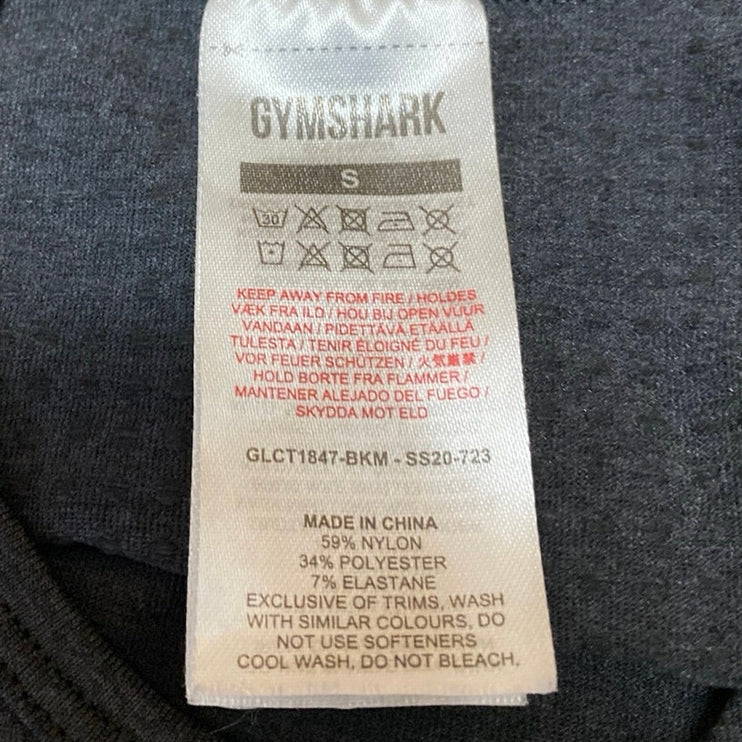 GYMSHARK
S
30
KEEP AWAY FROM FIRE / HOLDES
VÆK FRA ILD / HOU BIJ OPEN VUUR
VANDAAN / PIDETTÄVÄ ETÄÄLLÄ
TULESTA / TENIR ÉLOIGNÉ DU FEU /
VOR FEUER SCHÜTZEN / 火気厳禁 /
HOLD BORTE FRA FLAMMER /
MANTENER ALEJADO DEL FUEGO /
SKYDDA MOT ELD
GLCT1847-BKM - SS20-723
MADE IN CHINA
59% NYLON
34% POLYESTER
7% ELASTANE
EXCLUSIVE OF TRIMS, WASH
WITH SIMILAR COLOURS, DO
NOT USE SOFTENERS
COOL WASH, DO NOT BLEACH.